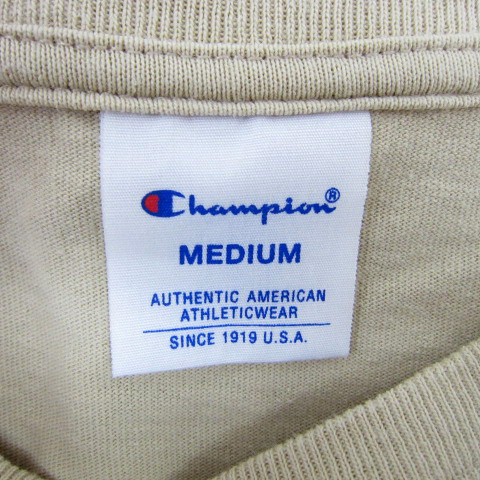 Champion®
MEDIUM
AUTHENTIC AMERICAN
ATHLETICWEAR
SINCE 1919 U.S.A.